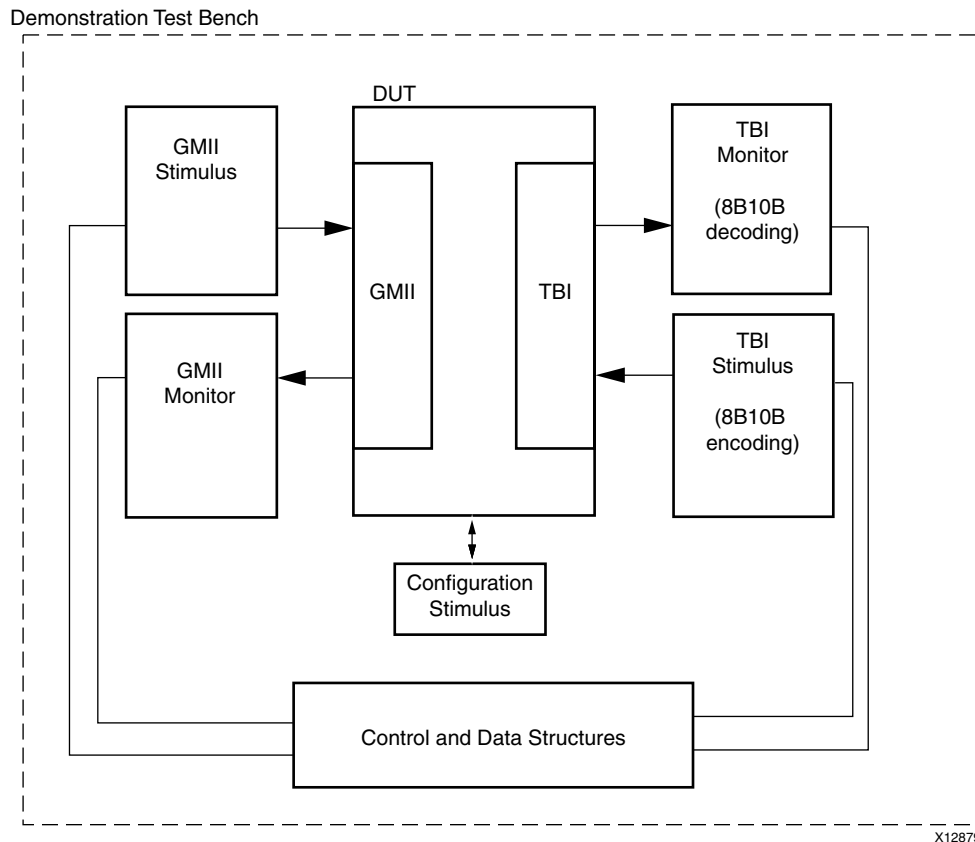 Demonstration Test Bench
DUT
GMII
Stimulus
TBI
Monitor
(8B10B
decoding)
GMII
TBI
GMII
Monitor
TBI
Stimulus
(8B10B
encoding)
Configuration
Stimulus
Control and Data Structures
X12879